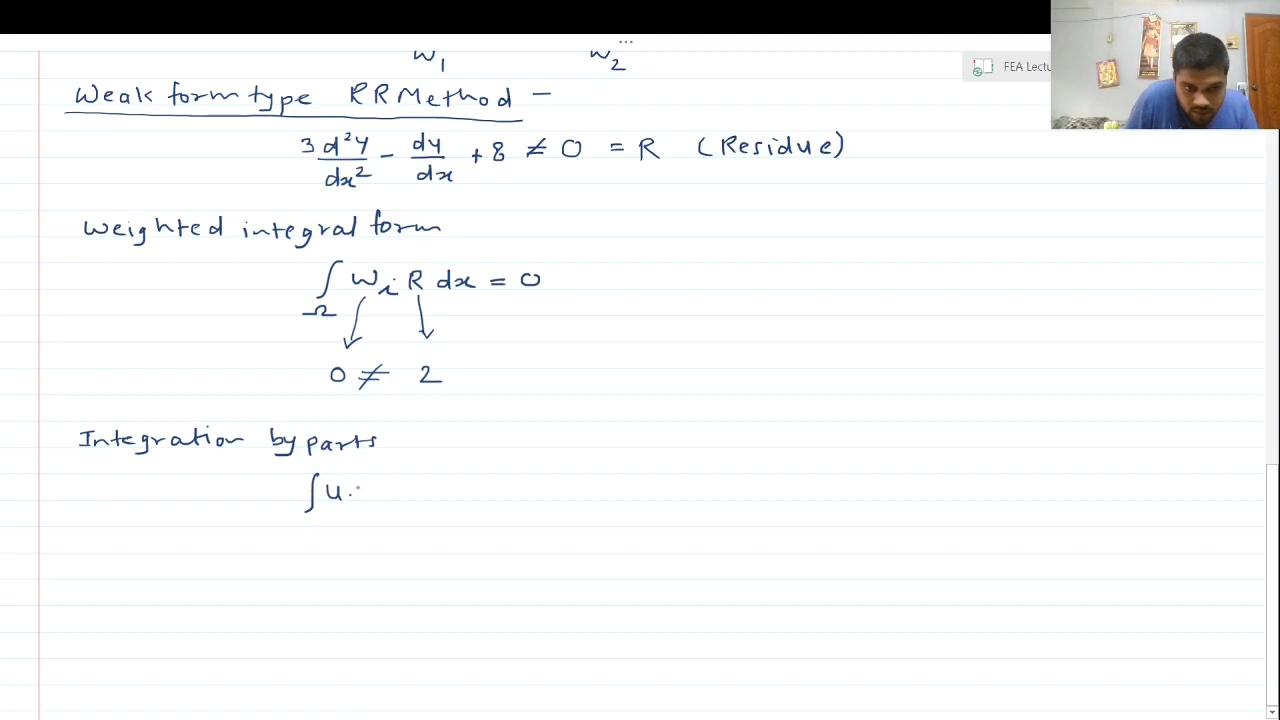 w₁ w₂
FEA Lectu
Weak form type RR Method –
3 d²y/dx² - dy/dx + 8 ≠ 0 = R (Residue)
Weighted integral form
∫_Ω Wi R dx = 0
0 ≠ 2
Integration by parts
∫ u.